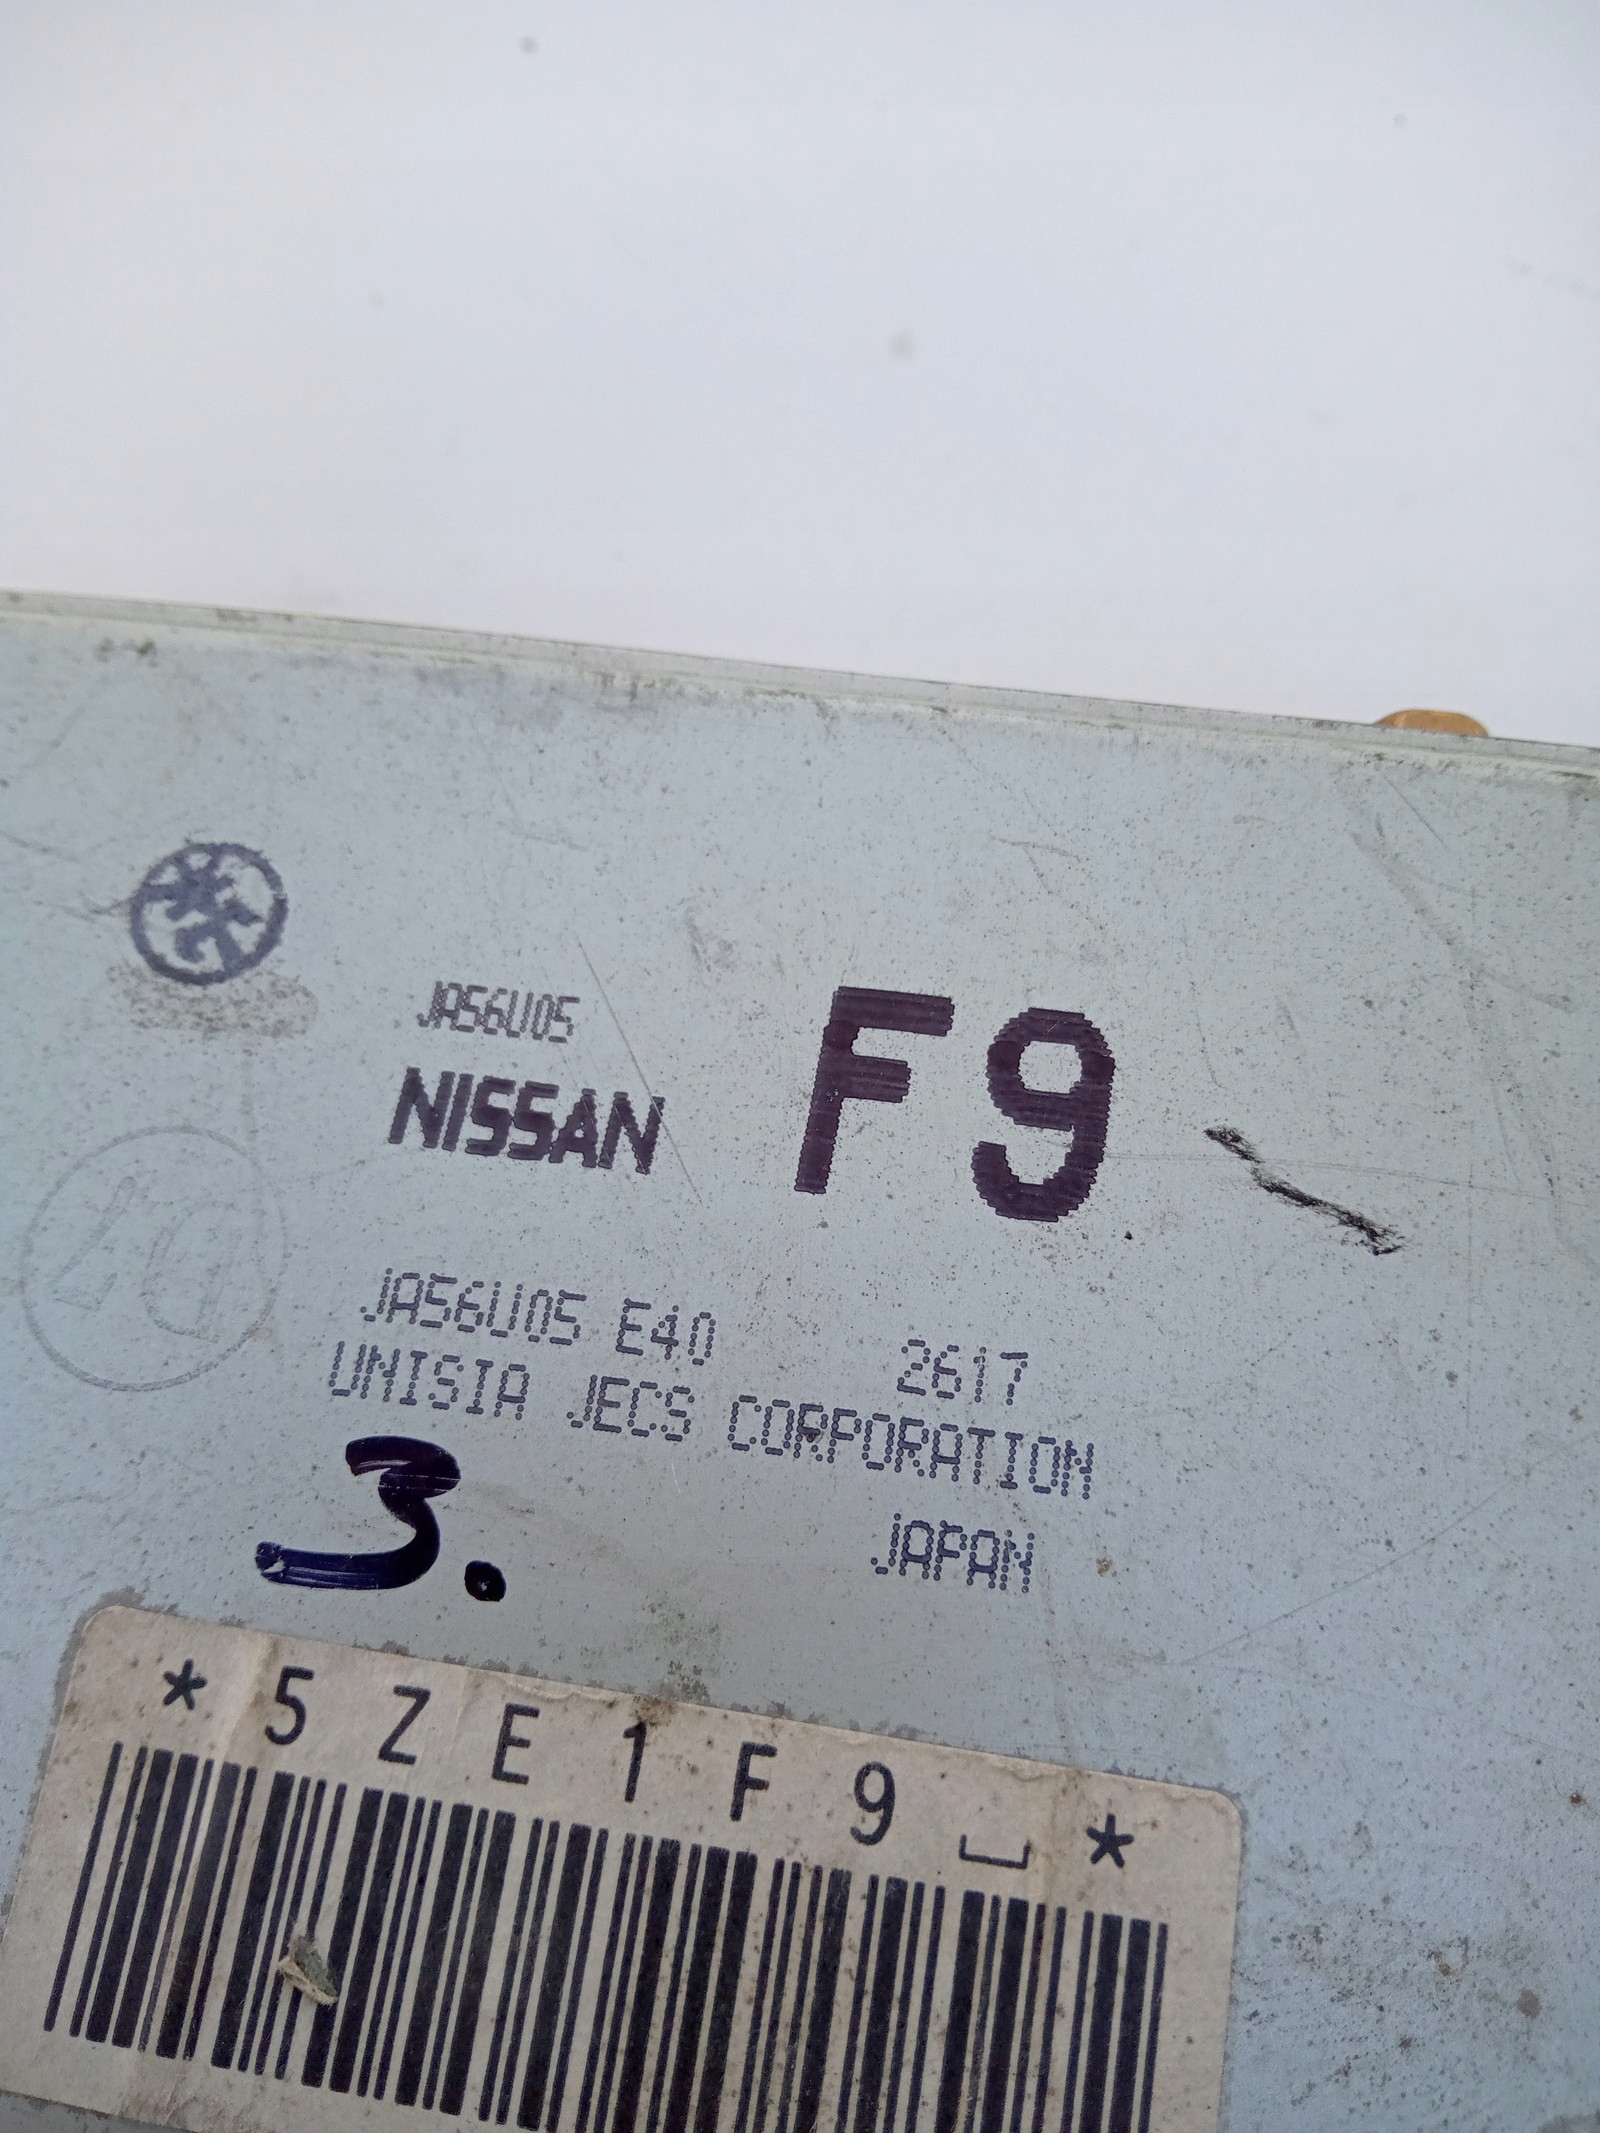 JA56U05
NISSAN F9
JA56U05 E40 2617
UNISIA JECS CORPORATION
JAPAN
3.
*5ZE1F9␣*